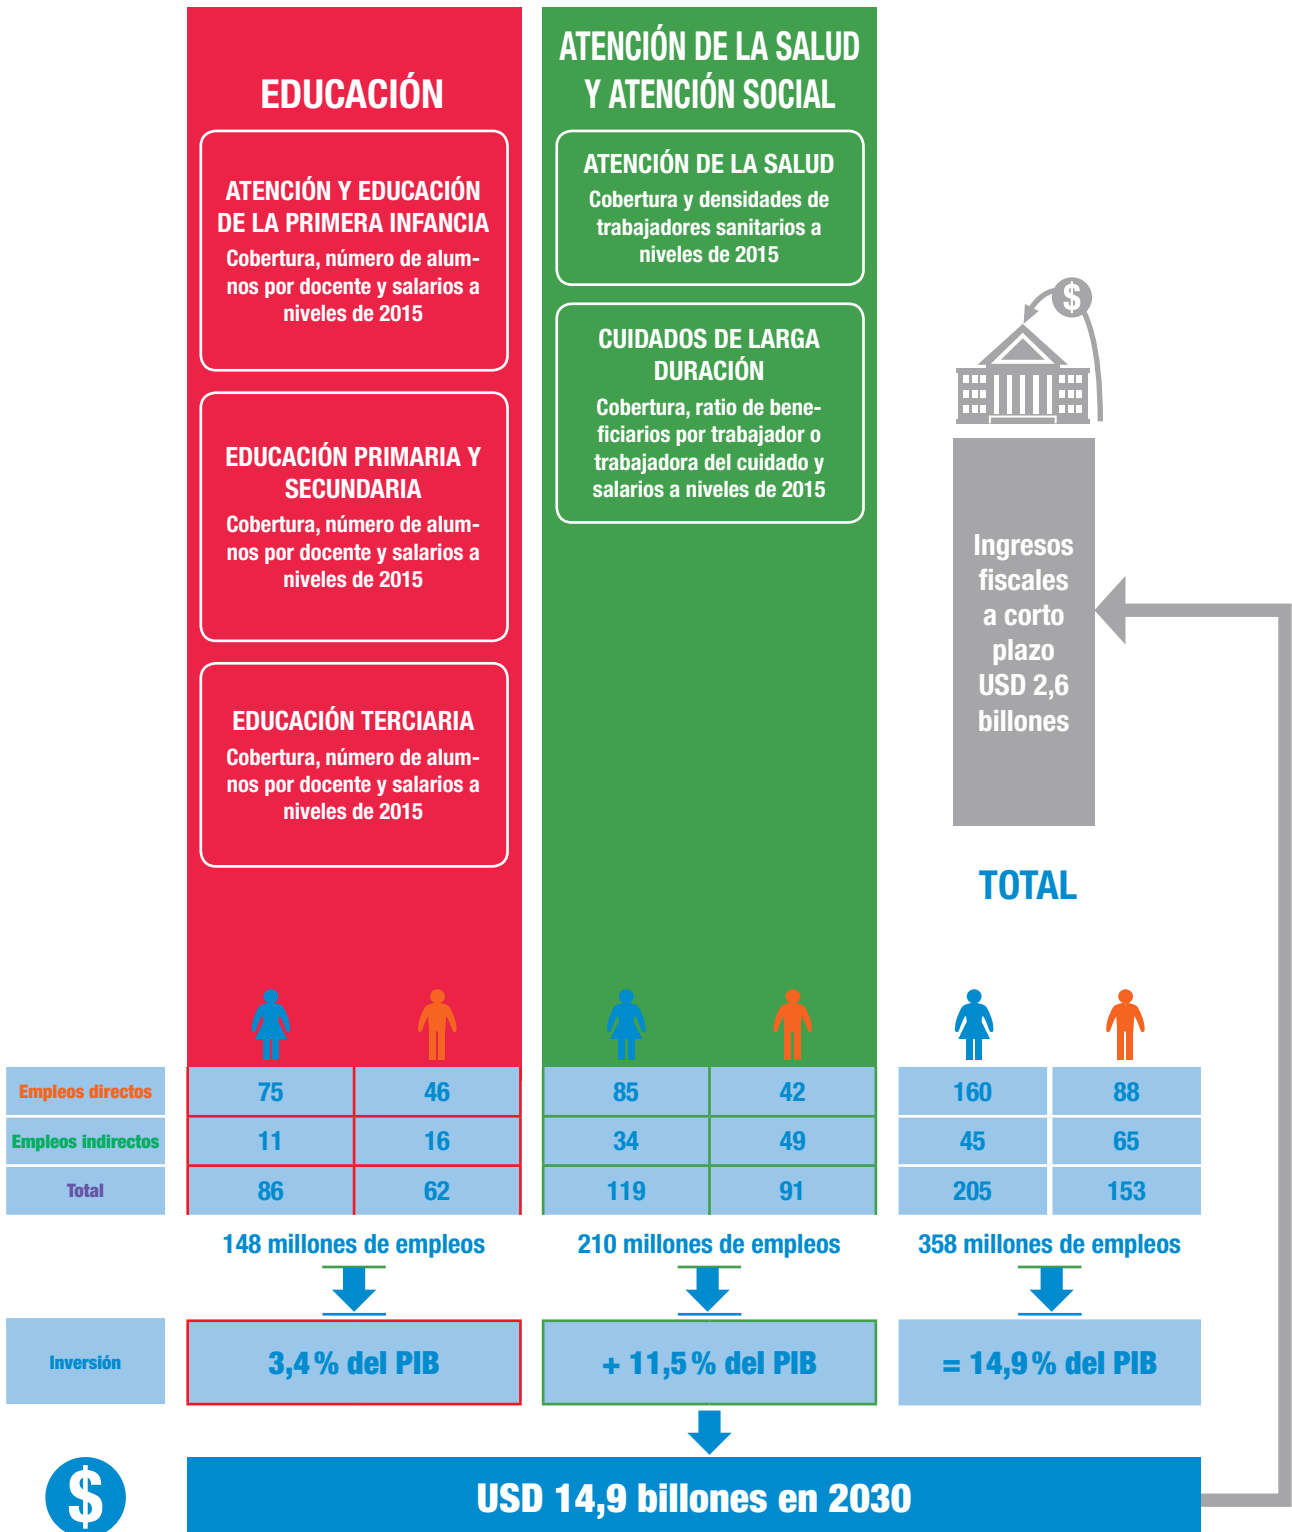 EDUCACIÓN
ATENCIÓN Y EDUCACIÓN
DE LA PRIMERA INFANCIA
Cobertura, número de alum-
nos por docente y salarios a
niveles de 2015
EDUCACIÓN PRIMARIA Y
SECUNDARIA
Cobertura, número de alum-
nos por docente y salarios a
niveles de 2015
EDUCACIÓN TERCIARIA
Cobertura, número de alum-
nos por docente y salarios a
niveles de 2015
ATENCIÓN DE LA SALUD
Y ATENCIÓN SOCIAL
ATENCIÓN DE LA SALUD
Cobertura y densidades de
trabajadores sanitarios a
niveles de 2015
CUIDADOS DE LARGA
DURACIÓN
Cobertura, ratio de bene-
ficiarios por trabajador o
trabajadora del cuidado y
salarios a niveles de 2015
$
Ingresos
fiscales
a corto
plazo
USD 2,6
billones
TOTAL
Empleos directos 75 46 85 42 160 88
Empleos indirectos 11 16 34 49 45 65
Total 86 62 119 91 205 153
148 millones de empleos 210 millones de empleos 358 millones de empleos
Inversión 3,4 % del PIB + 11,5 % del PIB = 14,9 % del PIB
$ USD 14,9 billones en 2030